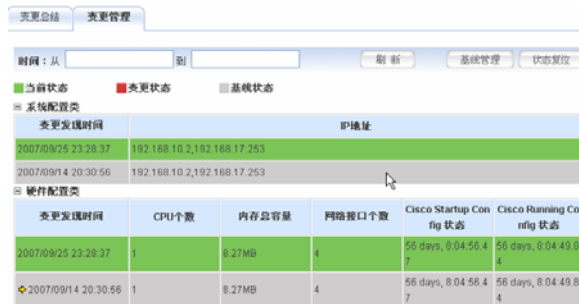 变更总结 变更管理
时间：从 到 刷 新 基线管理 状态复位
当前状态 变更状态 基线状态
系统配置类
变更发现时间 IP地址
2007/09/25 23:28:37 192.168.10.2,192.168.17.253
2007/09/14 20:30:56 192.168.10.2,192.168.17.253
硬件配置类
变更发现时间 CPU个数 内存总容量 网络接口个数 Cisco Startup Con Cisco Running Co
fig 状态 nfig 状态
2007/09/25 23:28:37 1 8.27MB 4 56 days, 8:04:56.4 56 days, 8:04:49.8
7 4
2007/09/14 20:30:56 1 8.27MB 4 56 days, 8:04:56.4 56 days, 8:04:49.8
7 4